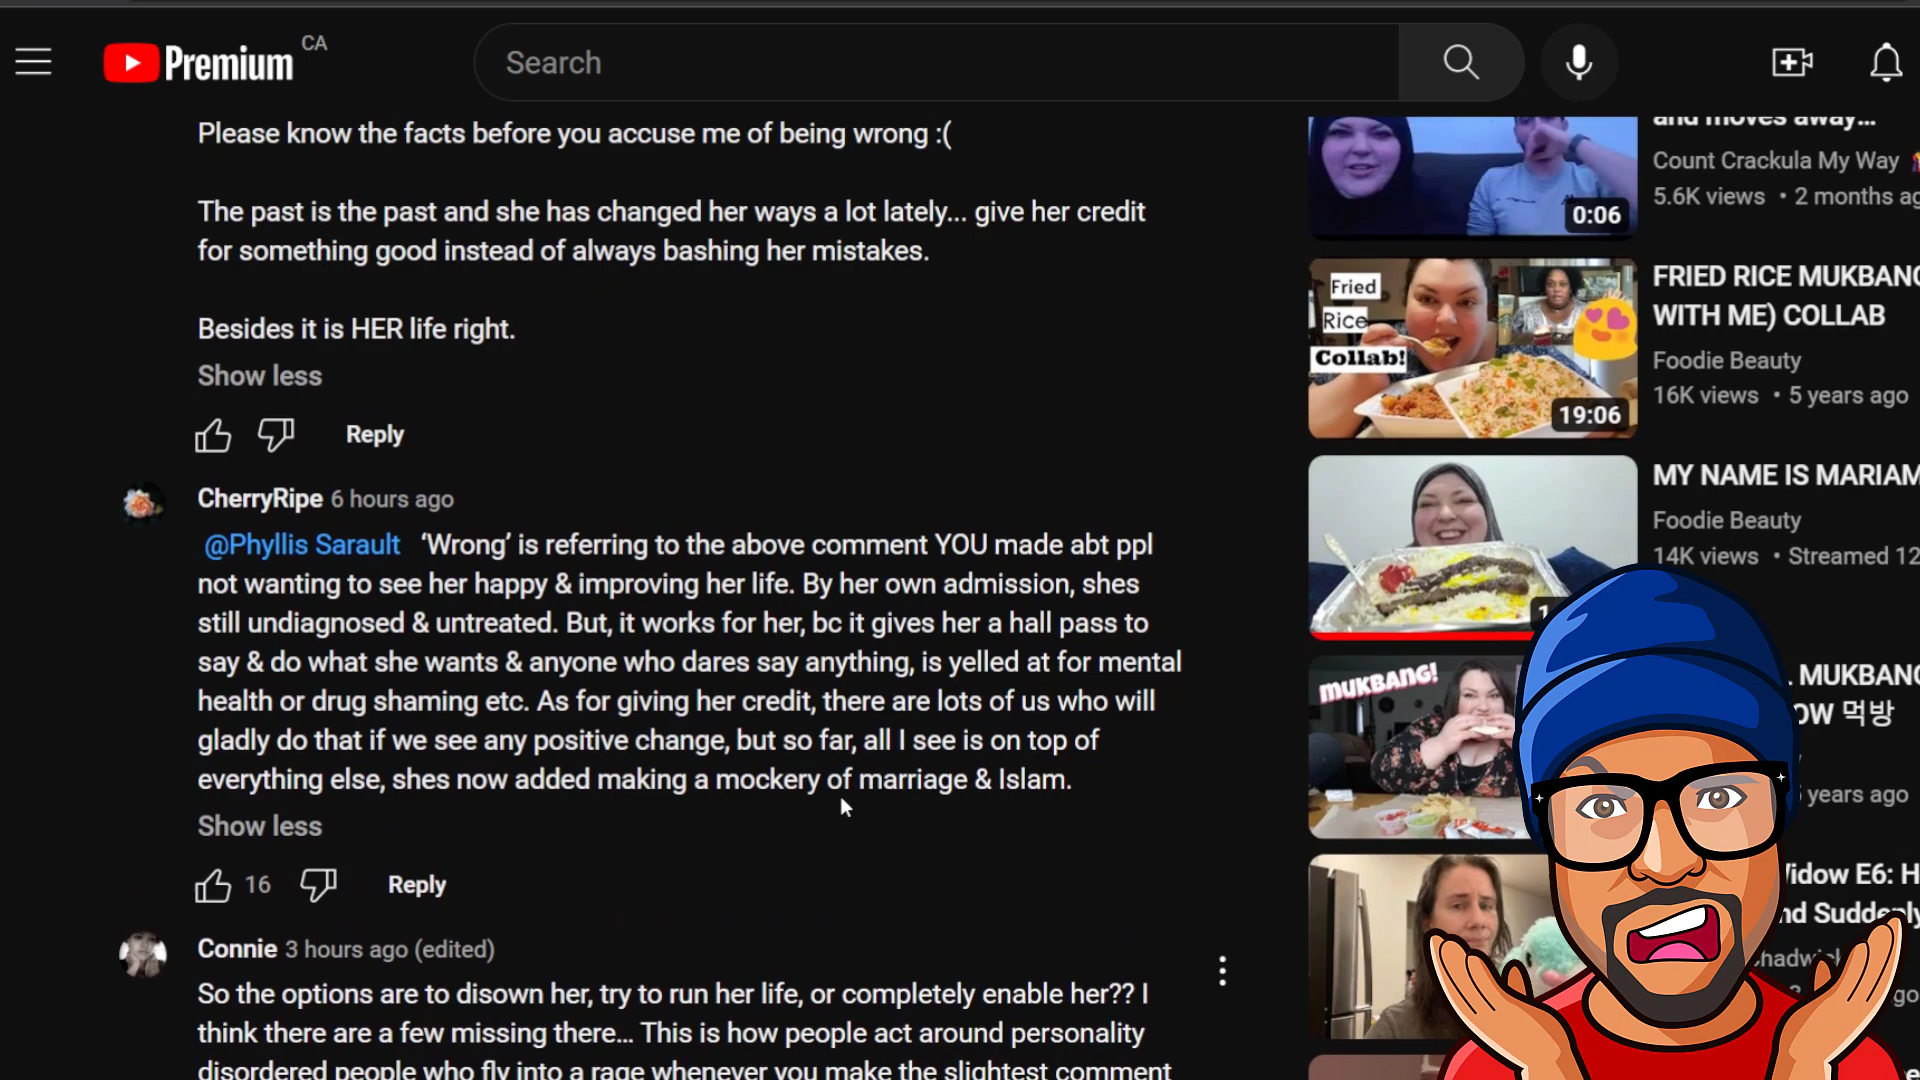 Premium CA
Search
Please know the facts before you accuse me of being wrong :(
The past is the past and she has changed her ways a lot lately... give her credit
for something good instead of always bashing her mistakes.
Besides it is HER life right.
Show less
Reply
CherryRipe 6 hours ago
@Phyllis Sarault ‘Wrong’ is referring to the above comment YOU made abt ppl
not wanting to see her happy & improving her life. By her own admission, shes
still undiagnosed & untreated. But, it works for her, bc it gives her a hall pass to
say & do what she wants & anyone who dares say anything, is yelled at for mental
health or drug shaming etc. As for giving her credit, there are lots of us who will
gladly do that if we see any positive change, but so far, all I see is on top of
everything else, shes now added making a mockery of marriage & Islam.
Show less
16 Reply
Connie 3 hours ago (edited)
So the options are to disown her, try to run her life, or completely enable her?? I
think there are a few missing there... This is how people act around personality
disordered people who fly into a rage whenever you make the slightest comment
and moves away...
Count Crackula My Way
5.6K views • 2 months ag
0:06
Fried
Rice
Collab!
19:06
FRIED RICE MUKBANG
WITH ME) COLLAB
Foodie Beauty
16K views • 5 years ago
MY NAME IS MARIAM
Foodie Beauty
14K views • Streamed 12
MUKBANG!
MUKBANG
OW 먹방
years ago
idow E6: H
nd Suddenly
hadwick
go